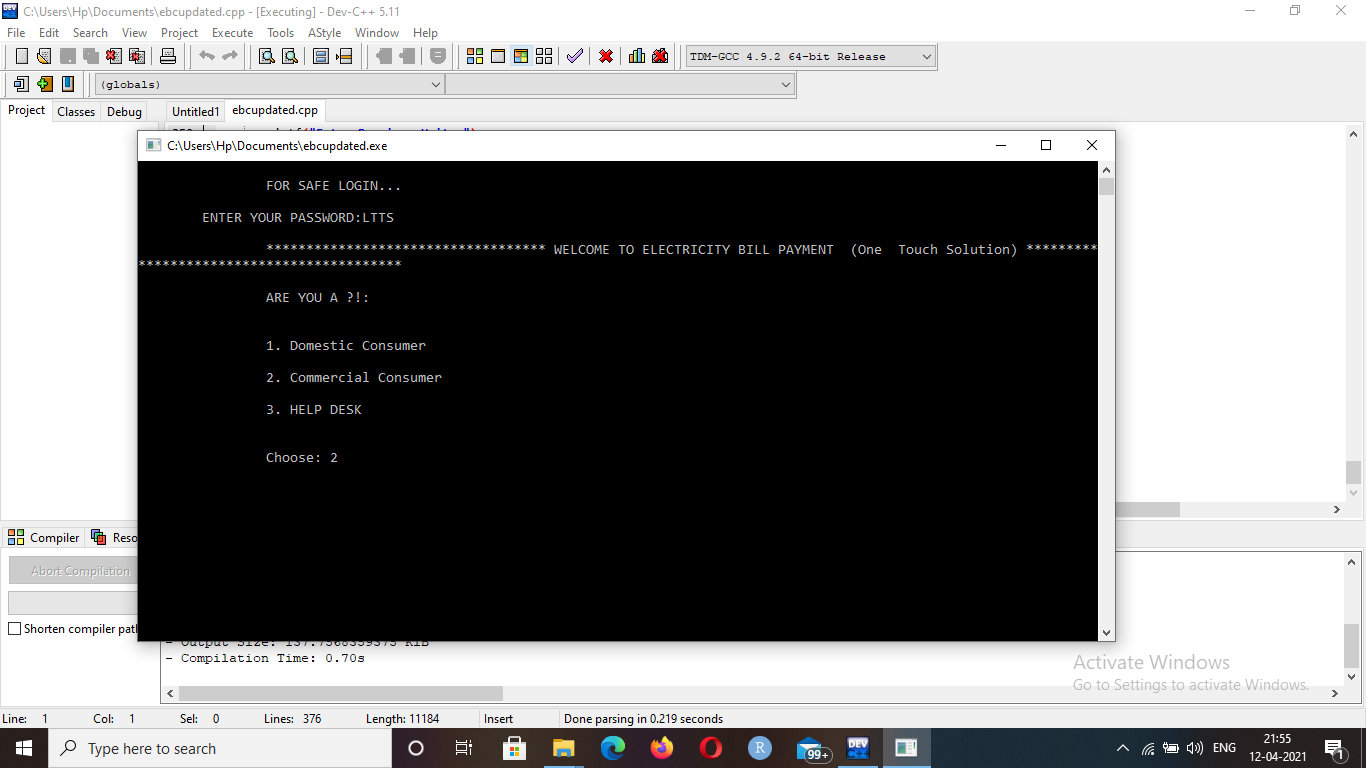 C:\Users\Hp\Documents\ebcupdated.cpp - [Executing] - Dev-C++ 5.11
File Edit Search View Project Execute Tools AStyle Window Help
TDM-GCC 4.9.2 64-bit Release
(globals)
Project Classes Debug Untitled1 ebcupdated.cpp
C:\Users\Hp\Documents\ebcupdated.exe
FOR SAFE LOGIN...
ENTER YOUR PASSWORD:LTTS
*********************************** WELCOME TO ELECTRICITY BILL PAYMENT (One Touch Solution) *********
*********************************
ARE YOU A ?!:
1. Domestic Consumer
2. Commercial Consumer
3. HELP DESK
Choose: 2
Compiler Reso
Abort Compilation
Shorten compiler path
- Output Size: 137.7568359375 KiB
- Compilation Time: 0.70s
Activate Windows
Go to Settings to activate Windows.
Line: 1 Col: 1 Sel: 0 Lines: 376 Length: 11184 Insert Done parsing in 0.219 seconds
Type here to search
R
99+
DEV
ENG
21:55
12-04-2021
1